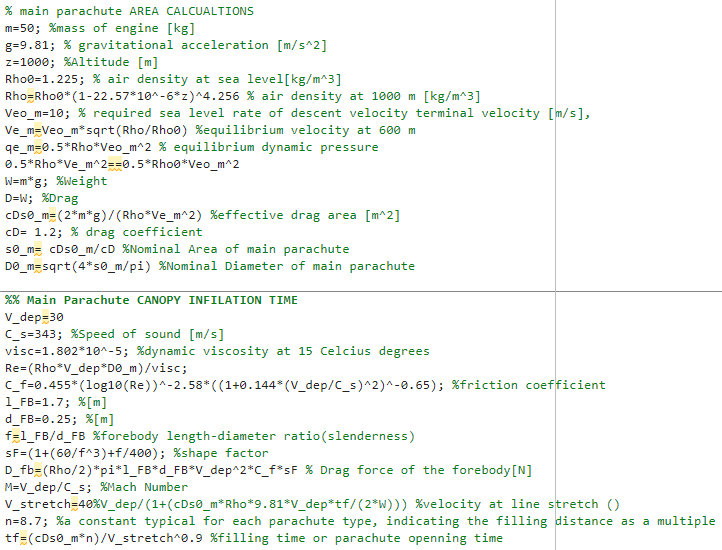 % main parachute AREA CALCUALTIONS
m=50; %mass of engine [kg]
g=9.81; % gravitational acceleration [m/s^2]
z=1000; %Altitude [m]
Rho0=1.225; % air density at sea level[kg/m^3]
Rho=Rho0*(1-22.57*10^-6*z)^4.256 % air density at 1000 m [kg/m^3]
Veo_m=10; % required sea level rate of descent velocity terminal velocity [m/s],
Ve_m=Veo_m*sqrt(Rho/Rho0) %equilibrium velocity at 600 m
qe_m=0.5*Rho*Veo_m^2 % equilibrium dynamic pressure
0.5*Rho*Ve_m^2==0.5*Rho0*Veo_m^2
W=m*g; %Weight
D=W; %Drag
cDs0_m=(2*m*g)/(Rho*Ve_m^2) %effective drag area [m^2]
cD= 1.2; % drag coefficient
s0_m= cDs0_m/cD %Nominal Area of main parachute
D0_m=sqrt(4*s0_m/pi) %Nominal Diameter of main parachute
%% Main Parachute CANOPY INFILATION TIME
V_dep=30
C_s=343; %Speed of sound [m/s]
visc=1.802*10^-5; %dynamic viscosity at 15 Celcius degrees
Re=(Rho*V_dep*D0_m)/visc;
C_f=0.455*(log10(Re))^-2.58*((1+0.144*(V_dep/C_s)^2)^-0.65); %friction coefficient
l_FB=1.7; %[m]
d_FB=0.25; %[m]
f=l_FB/d_FB %forebody length-diameter ratio(slenderness)
sF=(1+(60/f^3)+f/400); %shape factor
D_fb=(Rho/2)*pi*l_FB*d_FB*V_dep^2*C_f*sF % Drag force of the forebody[N]
M=V_dep/C_s; %Mach Number
V_stretch=40%V_dep/(1+(cDs0_m*Rho*9.81*V_dep*tf/(2*W))) %velocity at line stretch ()
n=8.7; %a constant typical for each parachute type, indicating the filling distance as a multiple
tf=(cDs0_m*n)/V_stretch^0.9 %filling time or parachute openning time